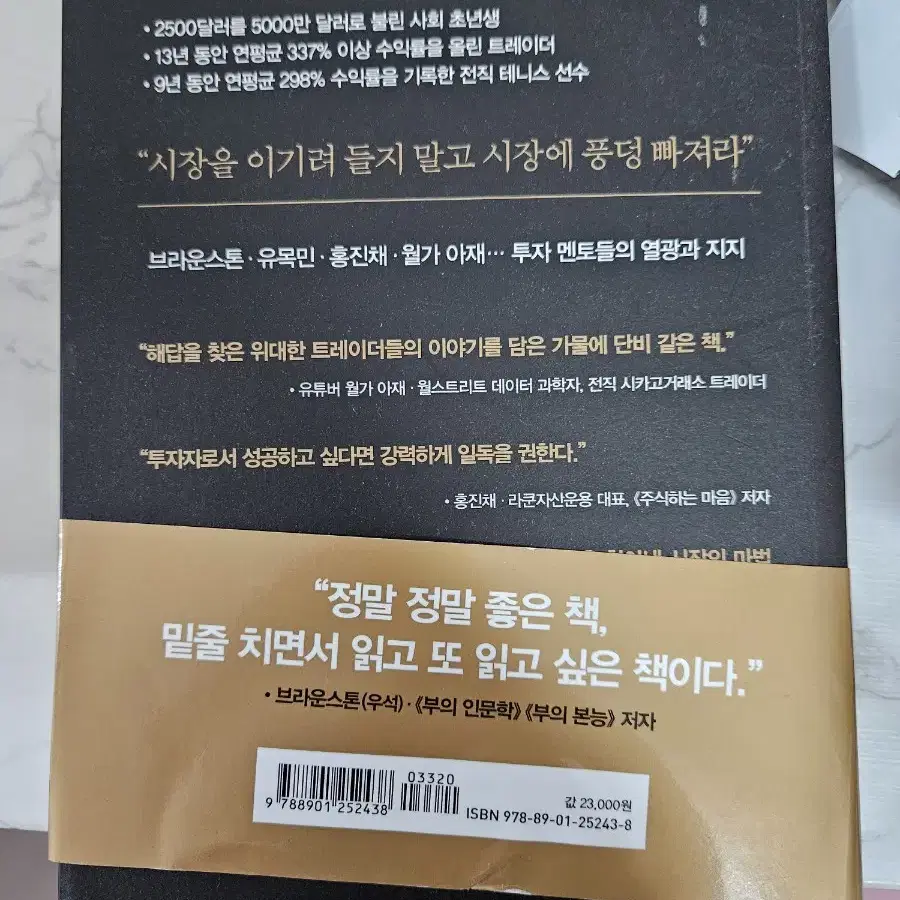 • 2500달러를 5000만 달러로 불린 사회 초년생
• 13년 동안 연평균 337% 이상 수익률을 올린 트레이더
• 9년 동안 연평균 298% 수익률을 기록한 전직 테니스 선수
“시장을 이기려 들지 말고 시장에 풍덩 빠져라”
브라운스톤 · 유목민 · 홍진채 · 월가 아재… 투자 멘토들의 열광과 지지
“해답을 찾은 위대한 트레이더들의 이야기를 담은 가물에 단비 같은 책.”
• 유튜버 월가 아재 · 월스트리트 데이터 과학자, 전직 시카고거래소 트레이더
“투자자로서 성공하고 싶다면 강력하게 일독을 권한다.”
• 홍진채 · 라쿤자산운용 대표, 《주식하는 마음》 저자
시장의 마법
“정말 정말 좋은 책,
밑줄 치면서 읽고 또 읽고 싶은 책이다.”
• 브라운스톤(우석) · 《부의 인문학》 《부의 본능》 저자
03320
9 788901 252438
값 23,000원
ISBN 978-89-01-25243-8